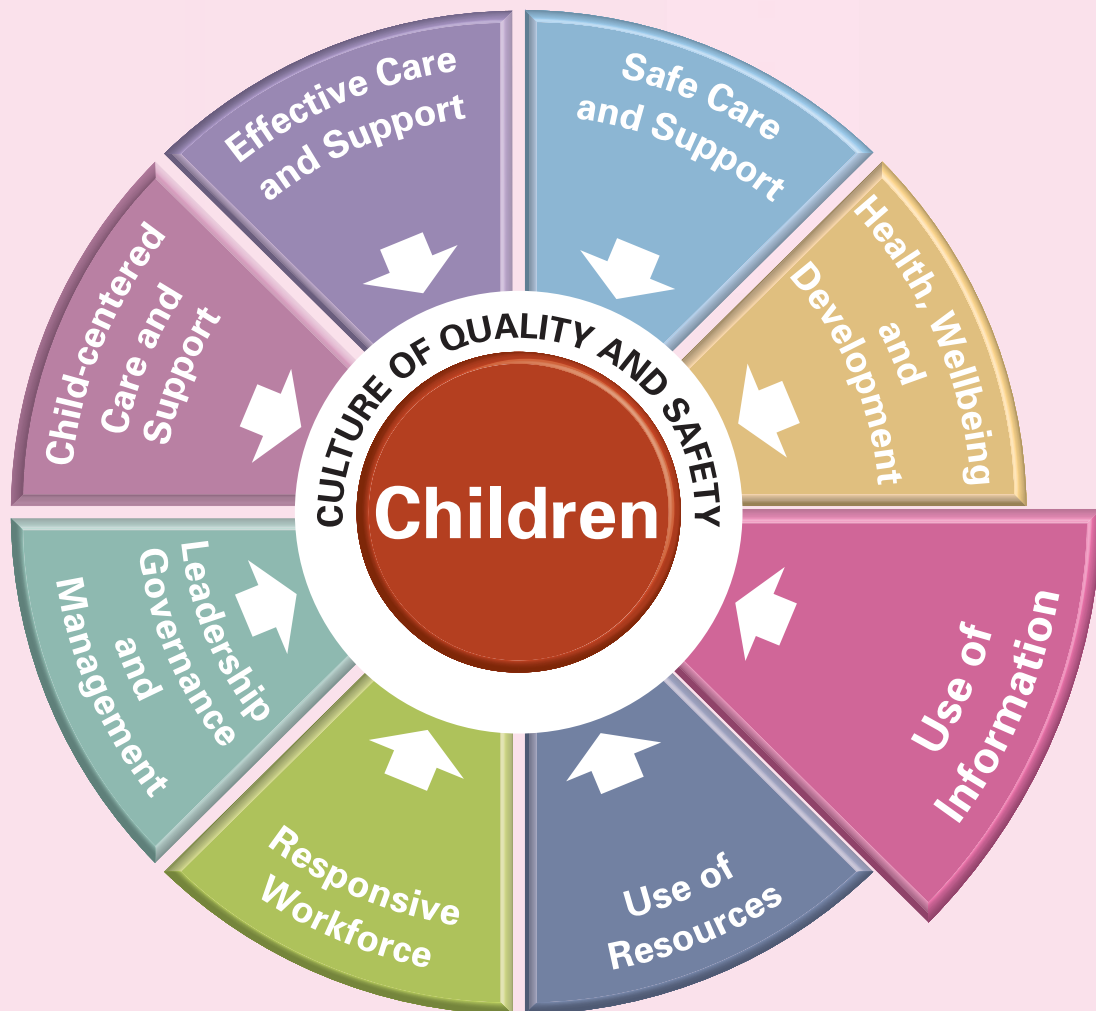 Effective Care
and Support
Safe Care
and Support
Health, Wellbeing
and
Development
Use of
Information
Use of
Resources
Responsive
Workforce
Leadership
Governance
and
Management
Child-centered
Care and
Support
CULTURE OF QUALITY AND SAFETY
Children